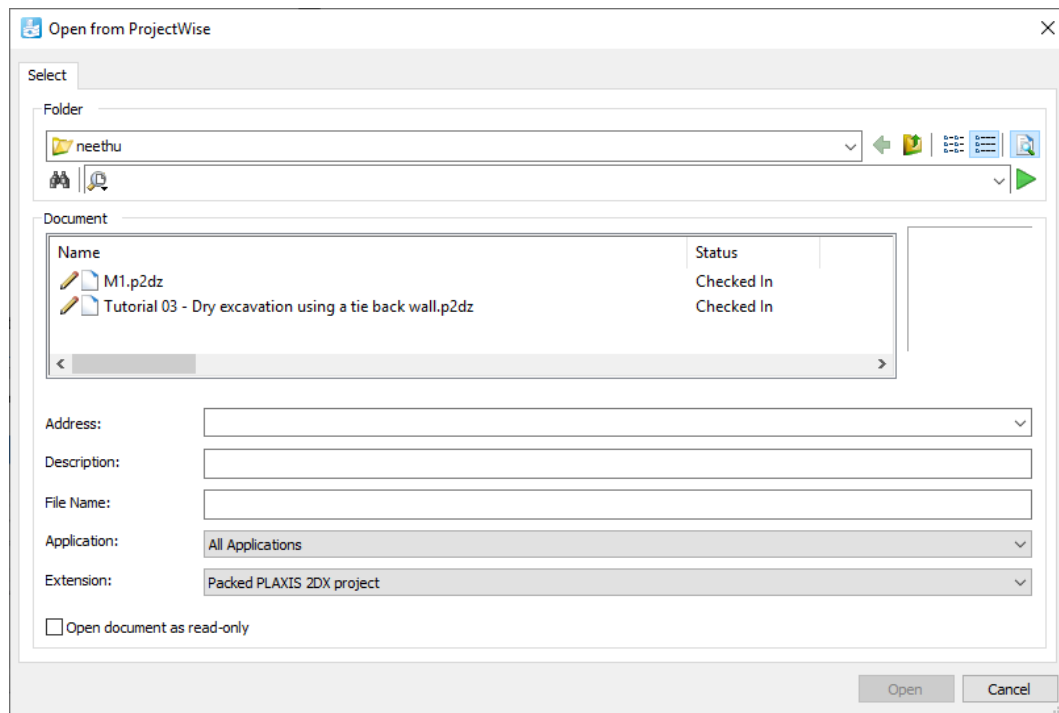 Open from ProjectWise
Select
Folder
neethu
Document
Name Status
M1.p2dz Checked In
Tutorial 03 - Dry excavation using a tie back wall.p2dz Checked In
Address:
Description:
File Name:
Application: All Applications
Extension: Packed PLAXIS 2DX project
Open document as read-only
Open Cancel